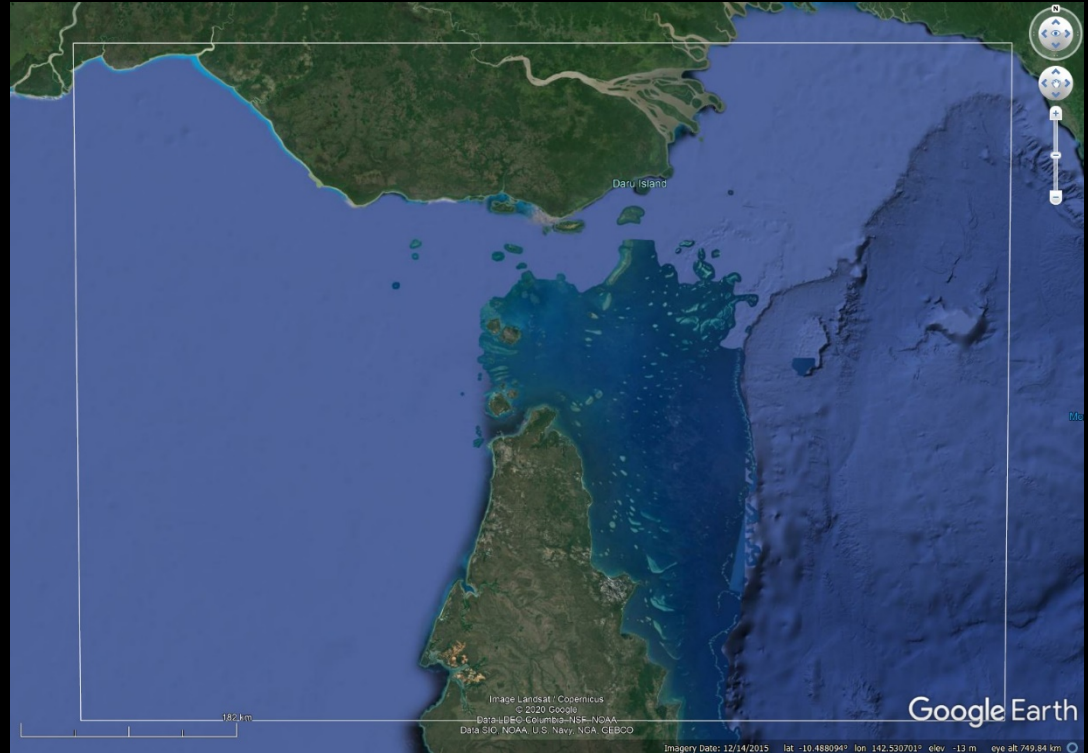 N
Daru Island
182 km
Image Landsat / Copernicus
© 2020 Google
Data LDEO-Columbia, NSF, NOAA
Data SIO, NOAA, U.S. Navy, NGA, GEBCO
Google Earth
Imagery Date: 12/14/2015 lat -10.488094° lon 142.530701° elev -13 m eye alt 749.84 km